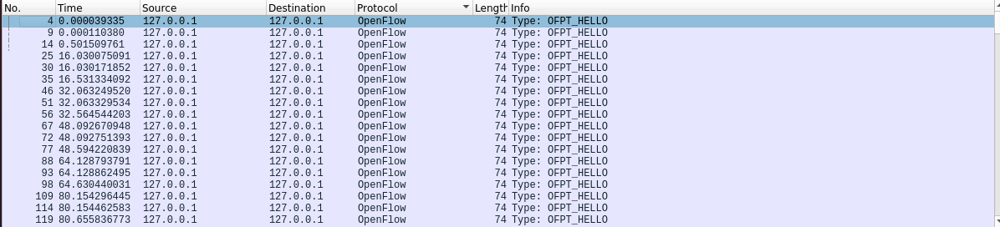 No. Time Source Destination Protocol Length Info
4 0.000039335 127.0.0.1 127.0.0.1 OpenFlow 74 Type: OFPT_HELLO
9 0.000110380 127.0.0.1 127.0.0.1 OpenFlow 74 Type: OFPT_HELLO
14 0.501509761 127.0.0.1 127.0.0.1 OpenFlow 74 Type: OFPT_HELLO
25 16.030075091 127.0.0.1 127.0.0.1 OpenFlow 74 Type: OFPT_HELLO
30 16.030171852 127.0.0.1 127.0.0.1 OpenFlow 74 Type: OFPT_HELLO
35 16.531334092 127.0.0.1 127.0.0.1 OpenFlow 74 Type: OFPT_HELLO
46 32.063249520 127.0.0.1 127.0.0.1 OpenFlow 74 Type: OFPT_HELLO
51 32.063329534 127.0.0.1 127.0.0.1 OpenFlow 74 Type: OFPT_HELLO
56 32.564544203 127.0.0.1 127.0.0.1 OpenFlow 74 Type: OFPT_HELLO
67 48.092670948 127.0.0.1 127.0.0.1 OpenFlow 74 Type: OFPT_HELLO
72 48.092751393 127.0.0.1 127.0.0.1 OpenFlow 74 Type: OFPT_HELLO
77 48.594220839 127.0.0.1 127.0.0.1 OpenFlow 74 Type: OFPT_HELLO
88 64.128793791 127.0.0.1 127.0.0.1 OpenFlow 74 Type: OFPT_HELLO
93 64.128862495 127.0.0.1 127.0.0.1 OpenFlow 74 Type: OFPT_HELLO
98 64.630440031 127.0.0.1 127.0.0.1 OpenFlow 74 Type: OFPT_HELLO
109 80.154296445 127.0.0.1 127.0.0.1 OpenFlow 74 Type: OFPT_HELLO
114 80.154462583 127.0.0.1 127.0.0.1 OpenFlow 74 Type: OFPT_HELLO
119 80.655836773 127.0.0.1 127.0.0.1 OpenFlow 74 Type: OFPT_HELLO